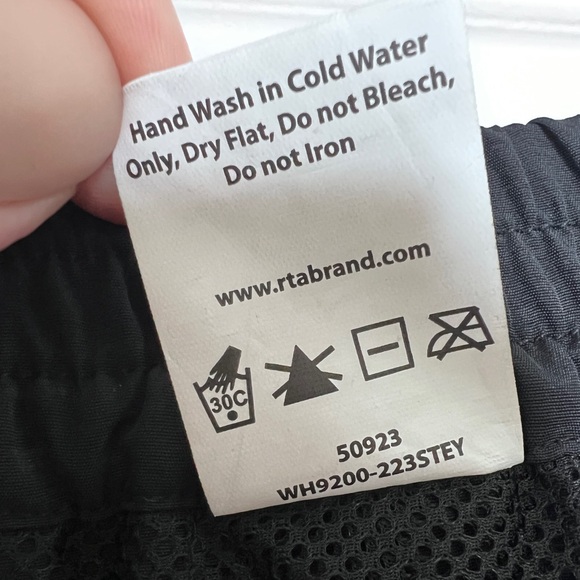 Hand Wash in Cold Water
Only, Dry Flat, Do not Bleach,
Do not Iron
www.rtabrand.com
30C
50923
WH9200-223STEY